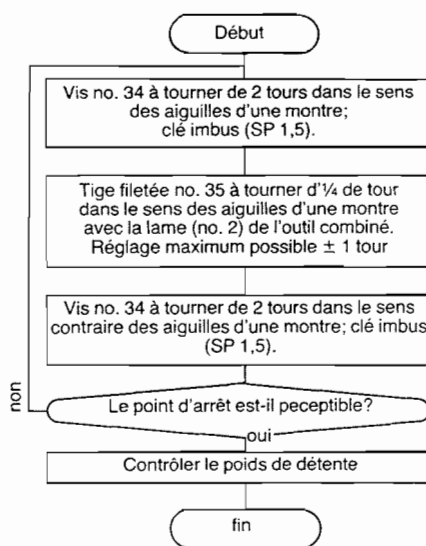 Début
Vis no. 34 à tourner de 2 tours dans le sens
des aiguilles d'une montre;
clé imbus (SP 1,5).
Tige filetée no. 35 à tourner d'¼ de tour
dans le sens des aiguilles d'une montre
avec la lame (no. 2) de l'outil combiné.
Réglage maximum possible ± 1 tour
Vis no. 34 à tourner de 2 tours dans le sens
contraire des aiguilles d'une montre; clé imbus
(SP 1,5).
non
Le point d'arrêt est-il peceptible?
oui
Contrôler le poids de détente
fin